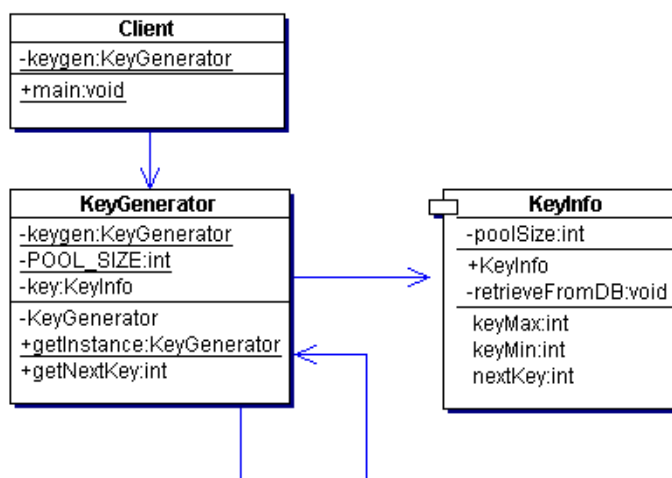 Client
-keygen:KeyGenerator
+main:void
KeyGenerator
-keygen:KeyGenerator
-POOL_SIZE:int
-key:KeyInfo
-KeyGenerator
+getInstance:KeyGenerator
+getNextKey:int
KeyInfo
-poolSize:int
+KeyInfo
-retrieveFromDB:void
keyMax:int
keyMin:int
nextKey:int